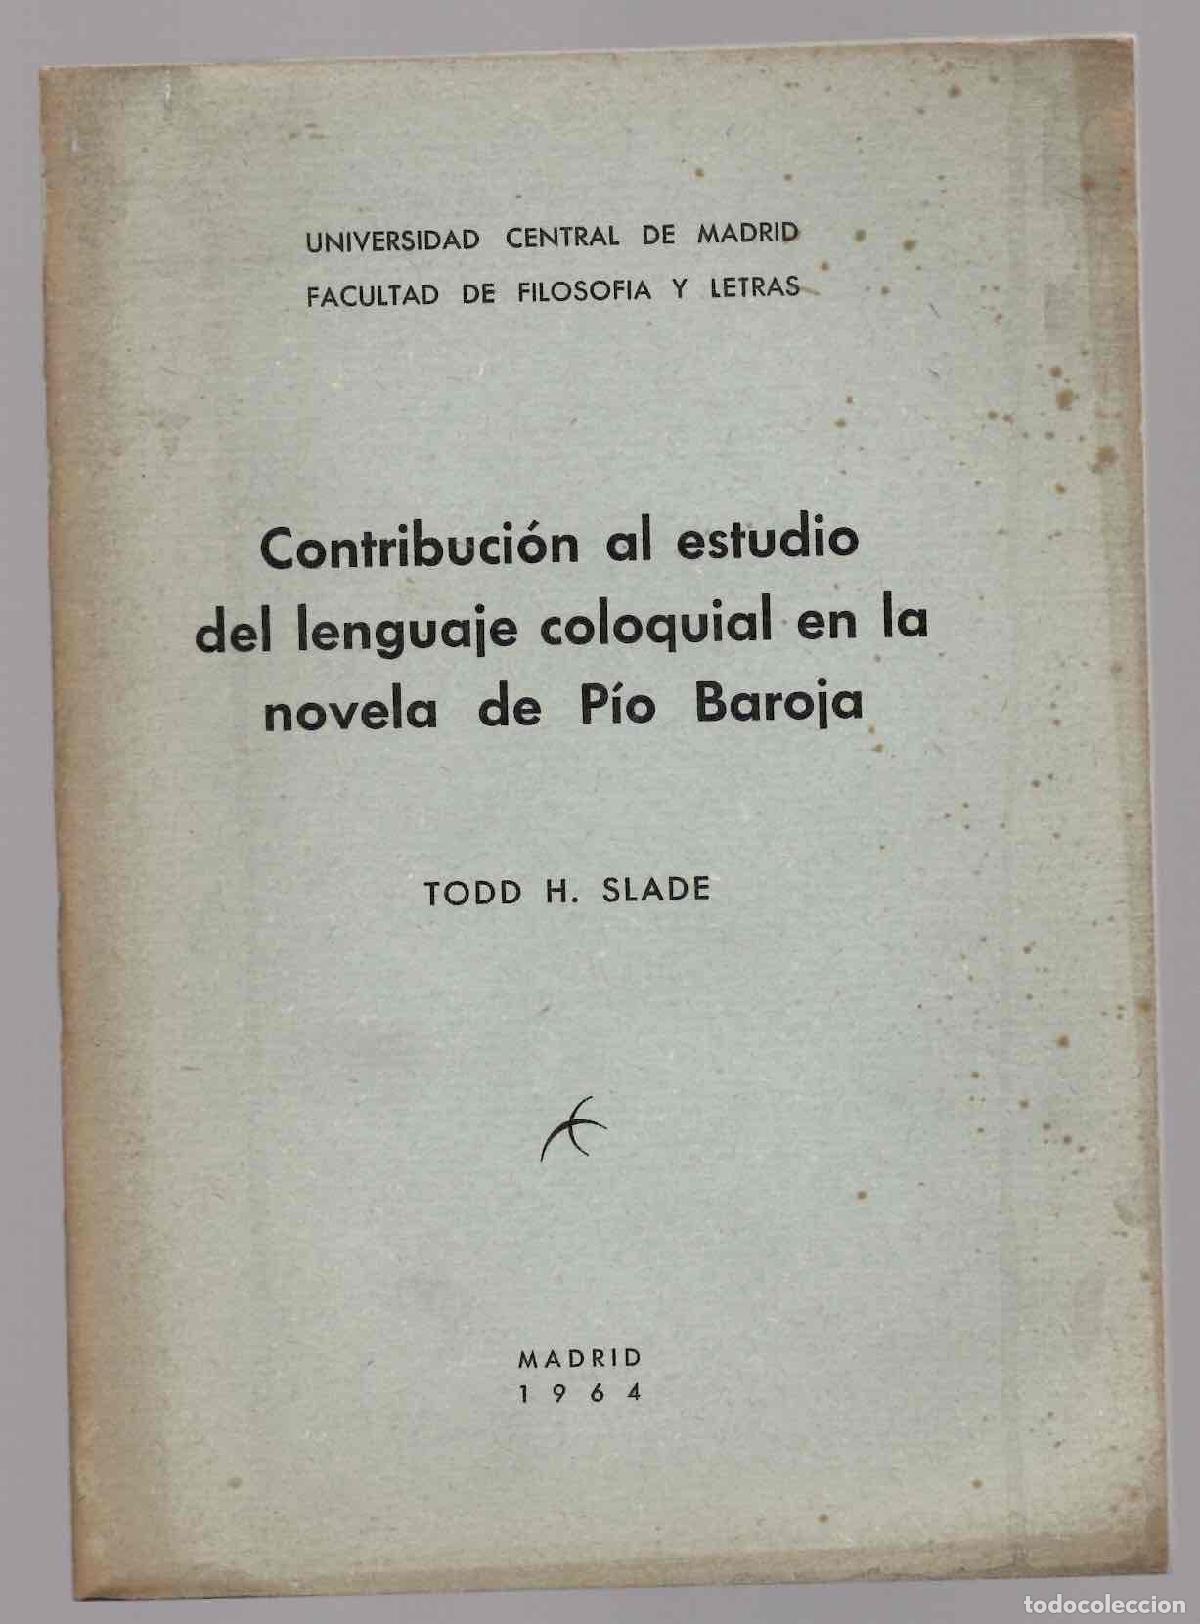 UNIVERSIDAD CENTRAL DE MADRID
FACULTAD DE FILOSOFIA Y LETRAS
Contribución al estudio
del lenguaje coloquial en la
novela de Pío Baroja
TODD H. SLADE
MADRID
1964
todocoleccion